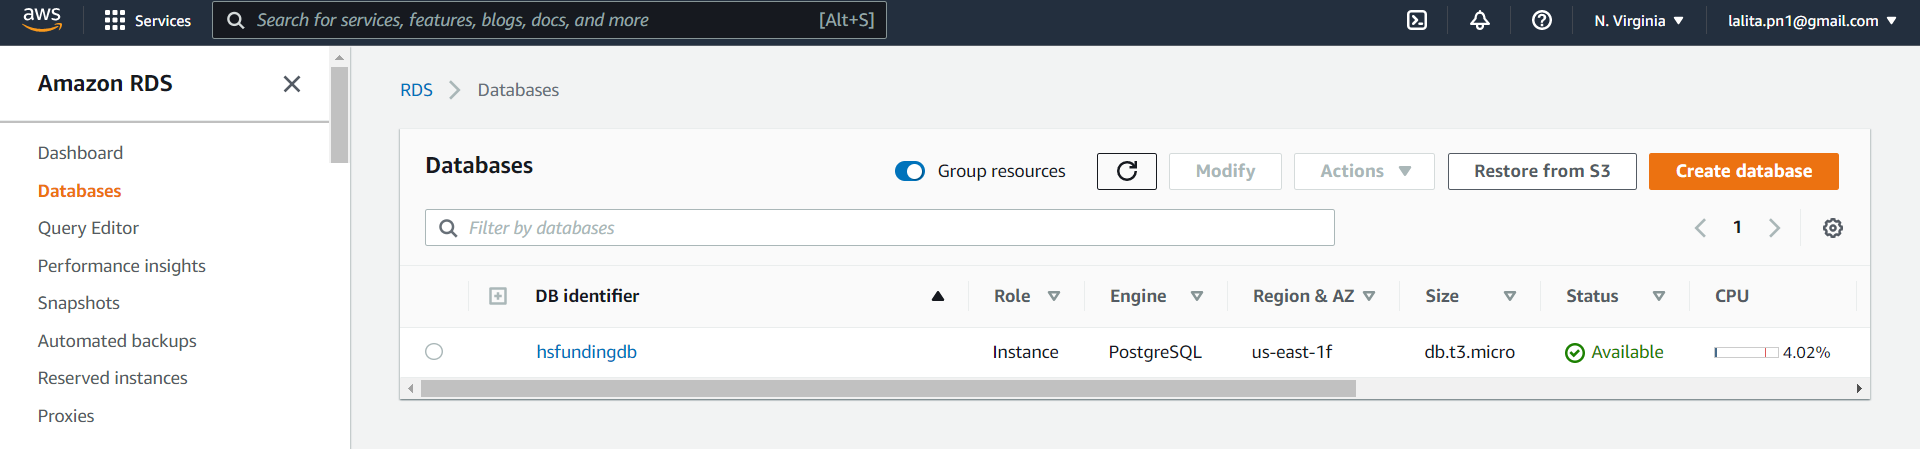 aws
Services
Search for services, features, blogs, docs, and more [Alt+S]
N. Virginia
lalita.pn1@gmail.com
Amazon RDS
Dashboard
Databases
Query Editor
Performance insights
Snapshots
Automated backups
Reserved instances
Proxies
RDS > Databases
Databases
Group resources
Modify
Actions
Restore from S3
Create database
Filter by databases
1
DB identifier Role Engine Region & AZ Size Status CPU
hsfundingdb Instance PostgreSQL us-east-1f db.t3.micro Available 4.02%